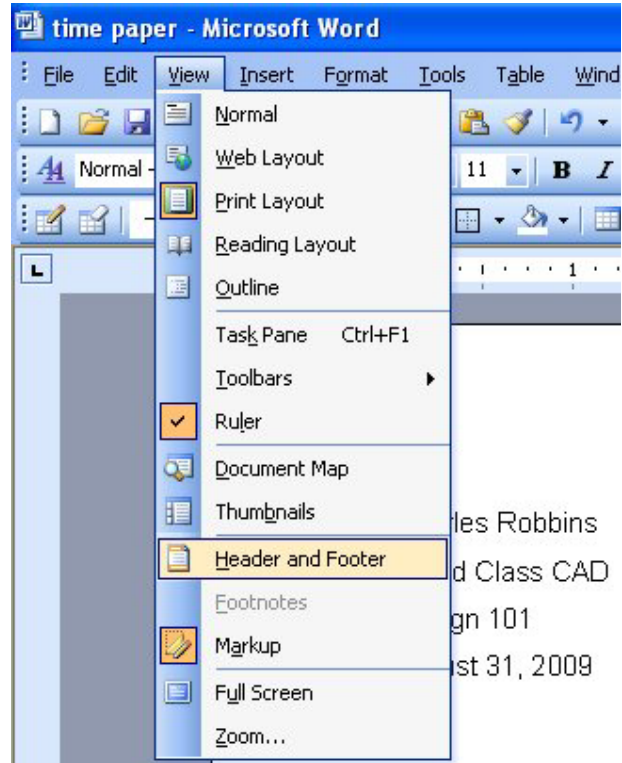 time paper - Microsoft Word
File Edit View Insert Format Tools Table Wind
Normal
Web Layout
Normal - 11 B I
Print Layout
Reading Layout
1
Outline
Task Pane Ctrl+F1
Toolbars
Ruler
Document Map
Thumbnails
les Robbins
Header and Footer
d Class CAD
Footnotes
gn 101
Markup
ist 31, 2009
Full Screen
Zoom...